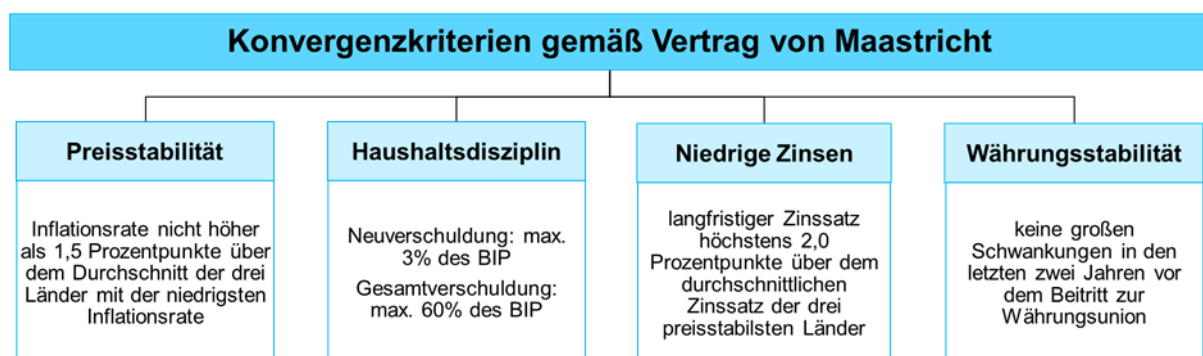 Konvergenzkriterien gemäß Vertrag von Maastricht
Preisstabilität
Inflationsrate nicht höher
als 1,5 Prozentpunkte über
dem Durchschnitt der drei
Länder mit der niedrigsten
Inflationsrate
Haushaltsdisziplin
Neuverschuldung: max.
3% des BIP
Gesamtverschuldung:
max. 60% des BIP
Niedrige Zinsen
langfristiger Zinssatz
höchstens 2,0
Prozentpunkte über dem
durchschnittlichen
Zinssatz der drei
preisstabilsten Länder
Währungsstabilität
keine großen
Schwankungen in den
letzten zwei Jahren vor
dem Beitritt zur
Währungsunion